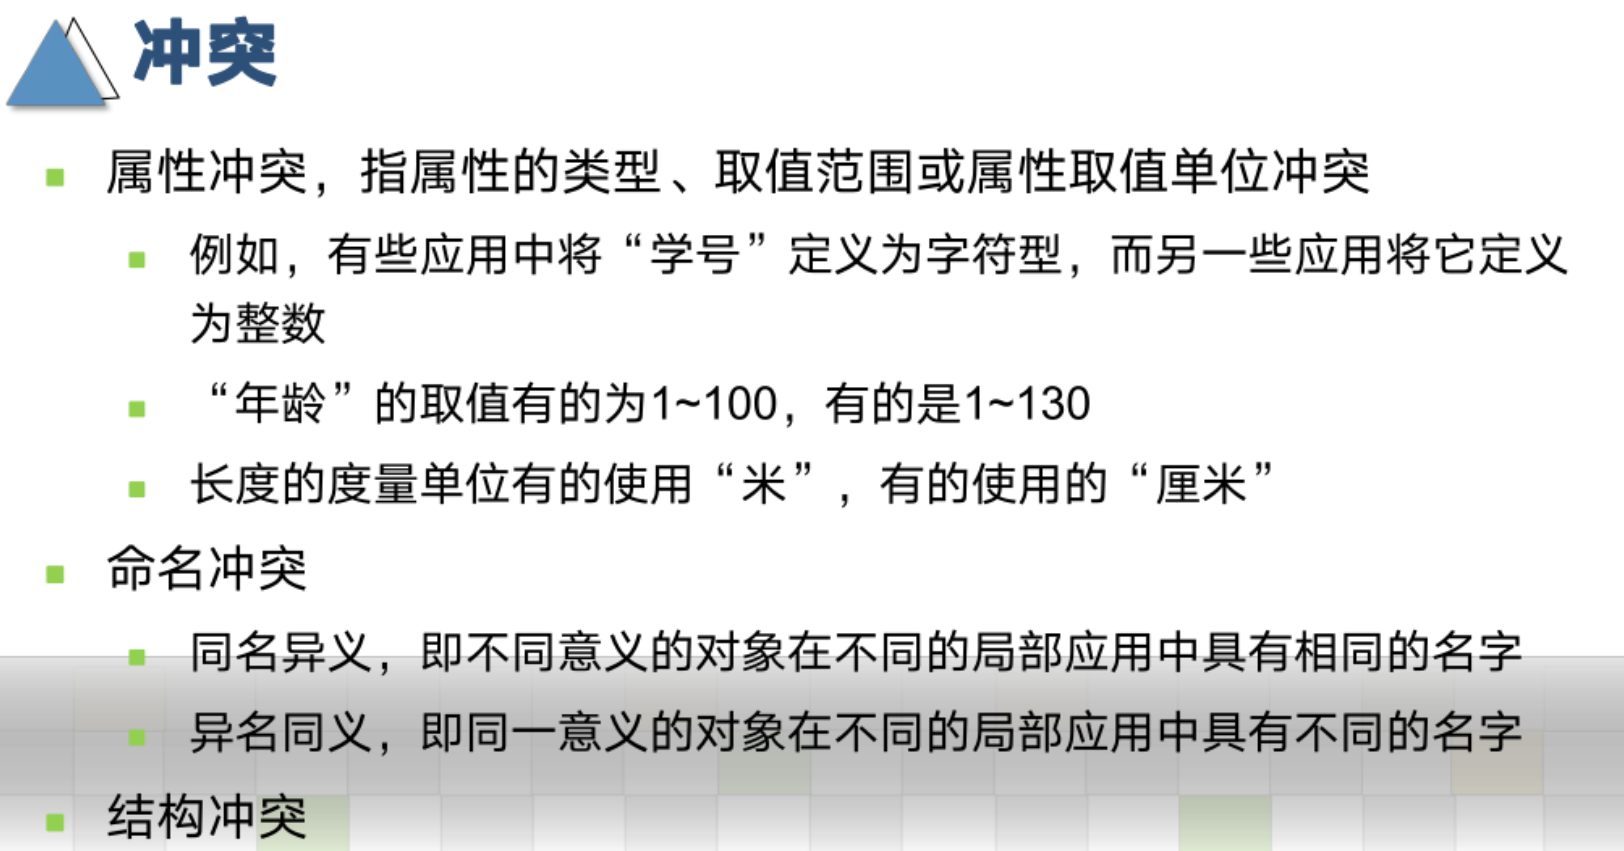 冲突
属性冲突，指属性的类型、取值范围或属性取值单位冲突
例如，有些应用中将“学号”定义为字符型，而另一些应用将它定义
为整数
“年龄”的取值有的为1~100，有的是1~130
长度的度量单位有的使用“米”，有的使用的“厘米”
命名冲突
同名异义，即不同意义的对象在不同的局部应用中具有相同的名字
异名同义，即同一意义的对象在不同的局部应用中具有不同的名字
结构冲突